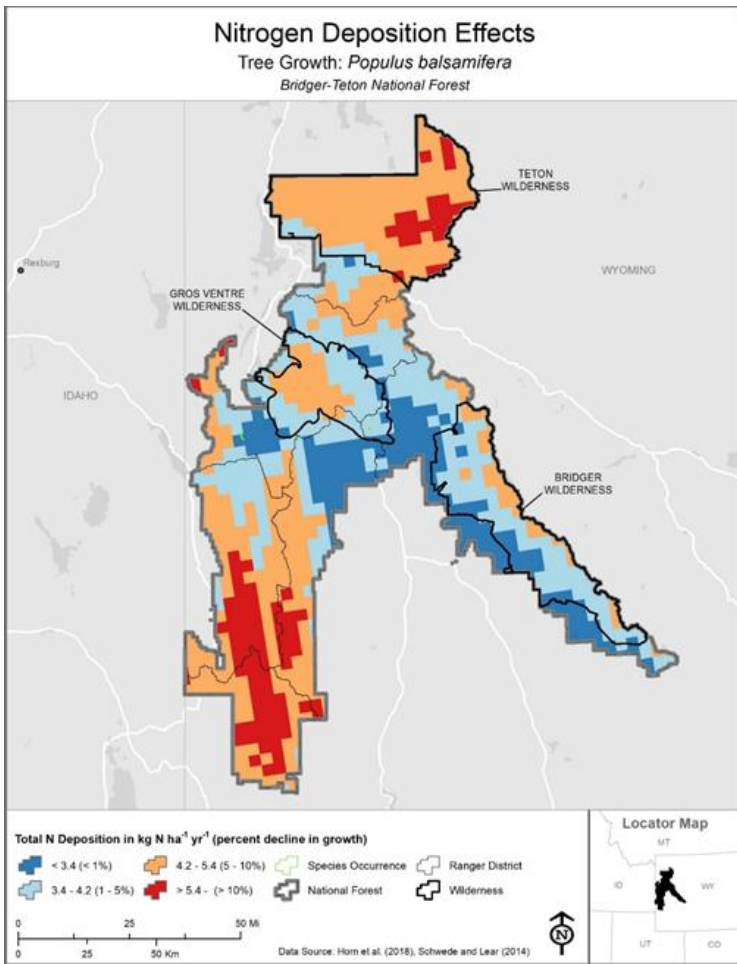 Nitrogen Deposition Effects
Tree Growth: Populus balsamifera
Bridger-Teton National Forest
TETON
WILDERNESS
Rexburg
WYOMING
GROS VENTRE
WILDERNESS
IDAHO
BRIDGER
WILDERNESS
Total N Deposition in kg N ha⁻¹ yr⁻¹ (percent decline in growth)
< 3.4 (< 1%)
4.2 - 5.4 (5 - 10%)
Species Occurrence
Ranger District
3.4 - 4.2 (1 - 5%)
> 5.4 - (> 10%)
National Forest
Wilderness
0 25 50 Mi
0 25 50 Km
N
Data Source: Horn et al. (2018), Schwede and Lear (2014)
Locator Map
MT
ID
WY
UT
CO